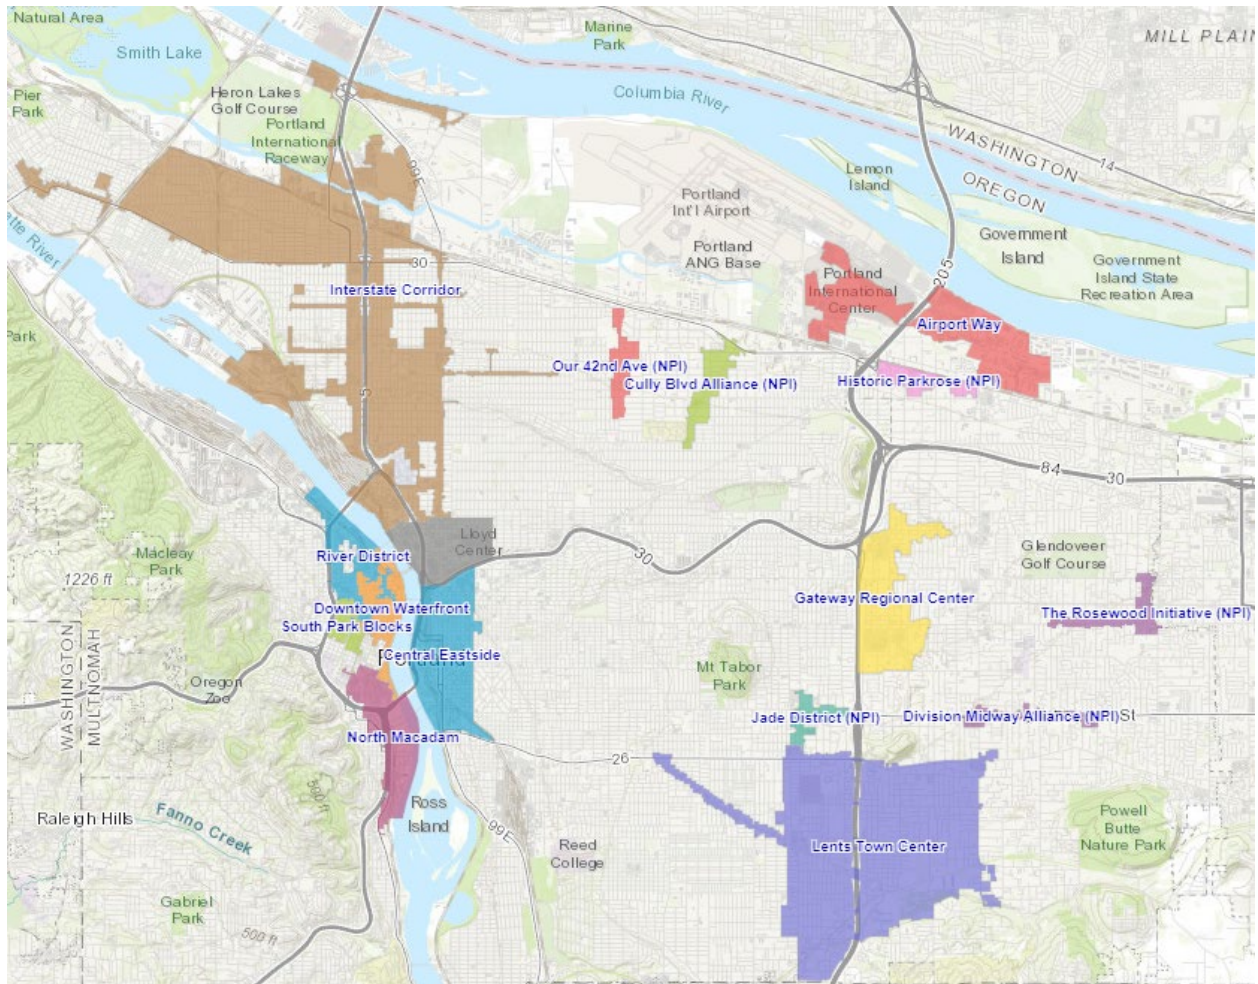 Natural Area
Smith Lake
Marine
Park
MILL PLAIN
Pier
Park
Heron Lakes
Golf Course
Portland
International
Raceway
99E
Columbia River
WASHINGTON
OREGON
14
Lemon
Island
Portland
Int'l Airport
Portland
ANG Base
Government
Island
Government
Island State
Recreation Area
205
Portland
International
Center
30
Interstate Corridor
Airport Way
Park
Our 42nd Ave (NPI)
Cully Blvd Alliance (NPI)
Historic Parkrose (NPI)
5
84
30
Lloyd
Center
30
River District
Macleay
Park
1226 ft
Glendoveer
Golf Course
Downtown Waterfront
South Park Blocks
Gateway Regional Center
The Rosewood Initiative (NPI)
Central Eastside
WASHINGTON
MULTNOMAH
Oregon
Zoo
Mt Tabor
Park
Jade District (NPI)
Division Midway Alliance (NPI)
St
North Macadam
26
500 ft
Ross
Island
99E
Raleigh Hills
Fanno Creek
Reed
College
Lents Town Center
Powell
Butte
Nature Park
Gabriel
Park
500 ft